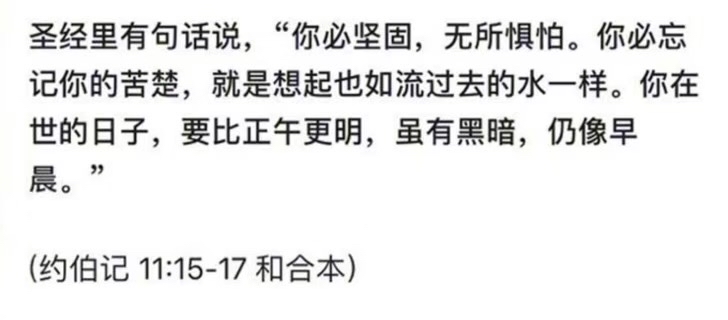 圣经里有句话说，“你必坚固，无所惧怕。你必忘
记你的苦楚，就是想起也如流过去的水一样。你在
世的日子，要比正午更明，虽有黑暗，仍像早
晨。”
(约伯记 11:15-17 和合本)